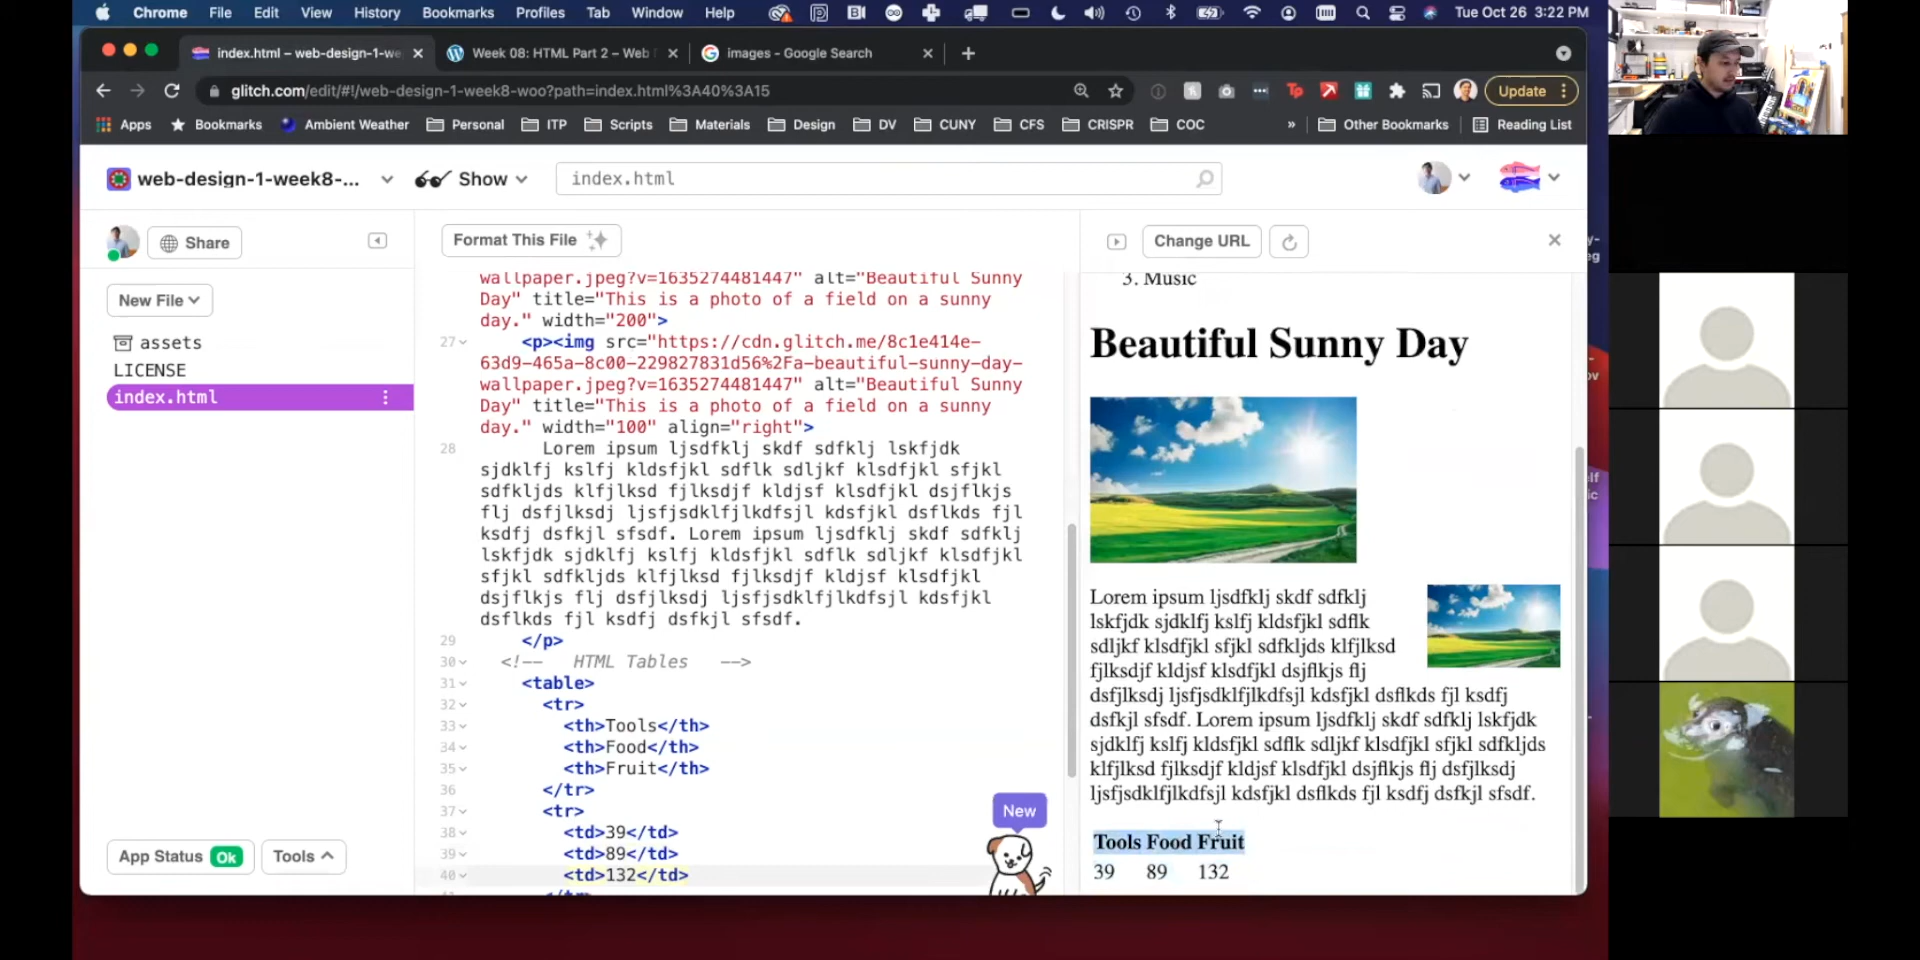 Chrome File Edit View History Bookmarks Profiles Tab Window Help Tue Oct 26 3:22 PM
index.html – web-design-1-we
Week 08: HTML Part 2 – Web
images - Google Search
glitch.com/edit/#!/web-design-1-week8-woo?path=index.html%3A40%3A15
Update
Apps Bookmarks Ambient Weather Personal ITP Scripts Materials Design DV CUNY CFS CRISPR COC » Other Bookmarks Reading List
web-design-1-week8-... Show index.html
Share
Format This File
Change URL
New File
assets
LICENSE
index.html
App Status Ok Tools
wallpaper.jpeg?v=1635274481447" alt="Beautiful Sunny
Day" title="This is a photo of a field on a sunny
day." width="200">
27 <p><img src="https://cdn.glitch.me/8c1e414e-
63d9-465a-8c00-229827831d56%2Fa-beautiful-sunny-day-
wallpaper.jpeg?v=1635274481447" alt="Beautiful Sunny
Day" title="This is a photo of a field on a sunny
day." width="100" align="right">
28 Lorem ipsum ljsdfklj skdf sdfklj lskfjdk
sjdklfj kslfj kldsfjkl sdflk sdljkf klsdfjkl sfjkl
sdfkljds klfjlksd fjlksdjf kldjsf klsdfjkl dsjflkjs
flj dsfjlksdj ljsfjsdklfjlkdfsjl kdsfjkl dsflkds fjl
ksdfj dsfkjl sfsdf. Lorem ipsum ljsdfklj skdf sdfklj
lskfjdk sjdklfj kslfj kldsfjkl sdflk sdljkf klsdfjkl
sfjkl sdfkljds klfjlksd fjlksdjf kldjsf klsdfjkl
dsjflkjs flj dsfjlksdj ljsfjsdklfjlkdfsjl kdsfjkl
dsflkds fjl ksdfj dsfkjl sfsdf.
29 </p>
30 <!-- HTML Tables -->
31 <table>
32 <tr>
33 <th>Tools</th>
34 <th>Food</th>
35 <th>Fruit</th>
36 </tr>
37 <tr>
38 <td>39</td>
39 <td>89</td>
40 <td>132</td>
New
3. Music
Beautiful Sunny Day
Lorem ipsum ljsdfklj skdf sdfklj
lskfjdk sjdklfj kslfj kldsfjkl sdflk
sdljkf klsdfjkl sfjkl sdfkljds klfjlksd
fjlksdjf kldjsf klsdfjkl dsjflkjs flj
dsfjlksdj ljsfjsdklfjlkdfsjl kdsfjkl dsflkds fjl ksdfj
dsfkjl sfsdf. Lorem ipsum ljsdfklj skdf sdfklj lskfjdk
sjdklfj kslfj kldsfjkl sdflk sdljkf klsdfjkl sfjkl sdfkljds
klfjlksd fjlksdjf kldjsf klsdfjkl dsjflkjs flj dsfjlksdj
ljsfjsdklfjlkdfsjl kdsfjkl dsflkds fjl ksdfj dsfkjl sfsdf.
Tools Food Fruit
39 89 132